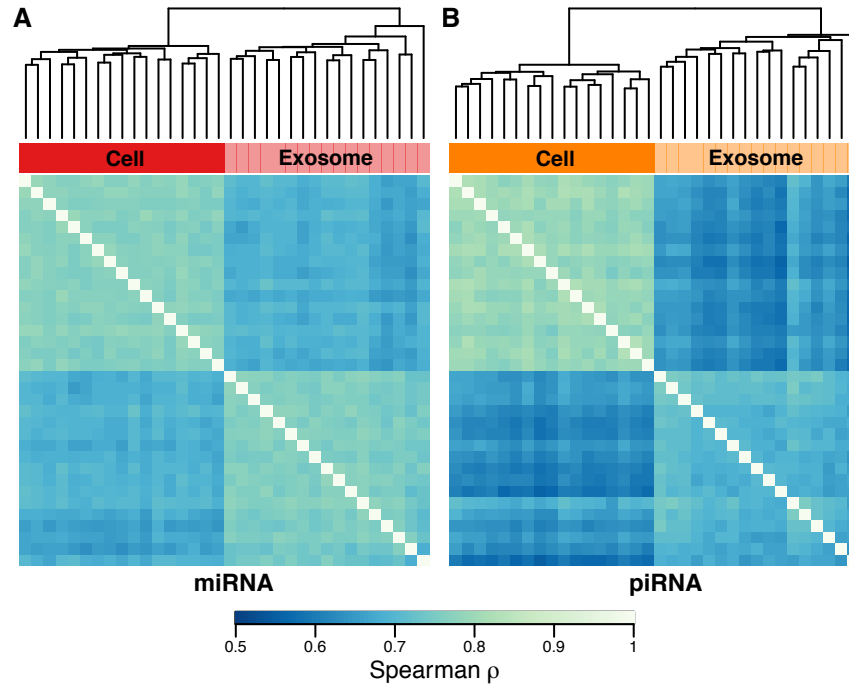 A B
Cell Exosome Cell Exosome
miRNA piRNA
0.5 0.6 0.7 0.8 0.9 1
Spearman ρ